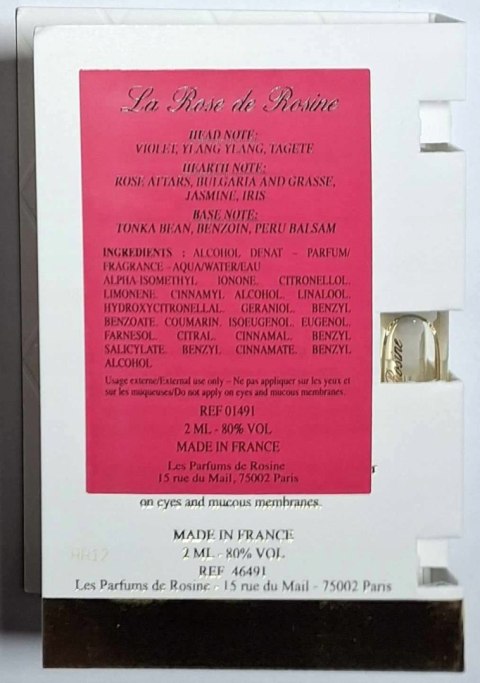 La Rose de Rosine
HEAD NOTE:
VIOLET, YLANG YLANG, TAGETE
HEARTH NOTE:
ROSE ATTARS, BULGARIA AND GRASSE,
JASMINE, IRIS
BASE NOTE:
TONKA BEAN, BENZOIN, PERU BALSAM
INGREDIENTS : ALCOHOL DENAT – PARFUM/
FRAGRANCE – AQUA/WATER/EAU
ALPHA-ISOMETHYL IONONE. CITRONELLOL.
LIMONENE. CINNAMYL ALCOHOL. LINALOOL.
HYDROXYCITRONELLAL. GERANIOL. BENZYL
BENZOATE. COUMARIN. ISOEUGENOL. EUGENOL.
FARNESOL. CITRAL. CINNAMAL. BENZYL
SALICYLATE. BENZYL CINNAMATE. BENZYL
ALCOHOL
Usage externe/External use only – Ne pas appliquer sur les yeux et
sur les muqueuses/Do not apply on eyes and mucous membranes.
REF 01491
2 ML - 80% VOL
MADE IN FRANCE
Les Parfums de Rosine
15 rue du Mail, 75002 Paris
Rosine
on eyes and mucous membranes.
MADE IN FRANCE
2 ML - 80% VOL
REF 46491
Les Parfums de Rosine - 15 rue du Mail - 75002 Paris